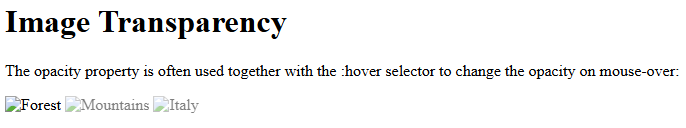 Image Transparency
The opacity property is often used together with the :hover selector to change the opacity on mouse-over:
Forest Mountains Italy